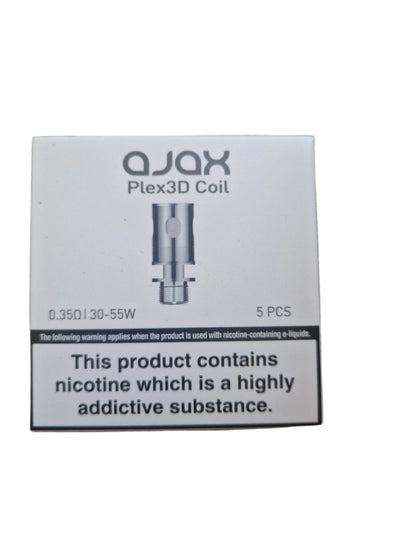 aJax
Plex3D Coil
0.35Ω | 30-55W
5 PCS
The following warning applies when the product is used with nicotine-containing e-liquids.
This product contains
nicotine which is a highly
addictive substance.